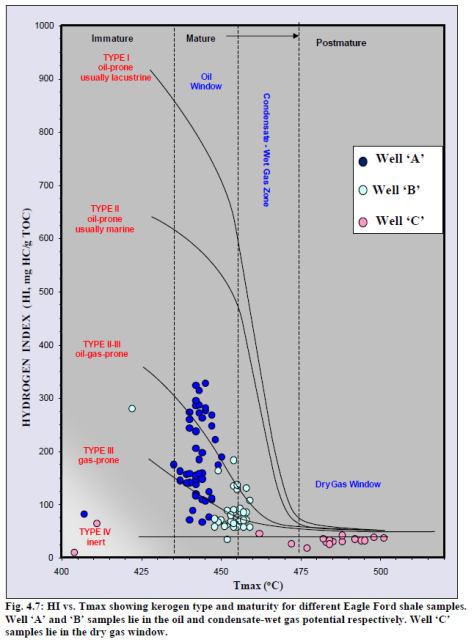 1000
900
800
700
600
500
400
300
200
100
0
400
425
450
475
500
HYDROGEN INDEX (HI, mg HC/g TOC)
Tmax (°C)
Immature
Mature
Postmature
TYPE I
oil-prone
usually lacustrine
Oil
Window
Condensate - Wet Gas Zone
Well ‘A’
Well ‘B’
Well ‘C’
TYPE II
oil-prone
usually marine
TYPE II-III
oil-gas-prone
TYPE III
gas-prone
Dry Gas Window
TYPE IV
inert
Fig. 4.7: HI vs. Tmax showing kerogen type and maturity for different Eagle Ford shale samples.
Well ‘A’ and ‘B’ samples lie in the oil and condensate-wet gas potential respectively. Well ‘C’
samples lie in the dry gas window.